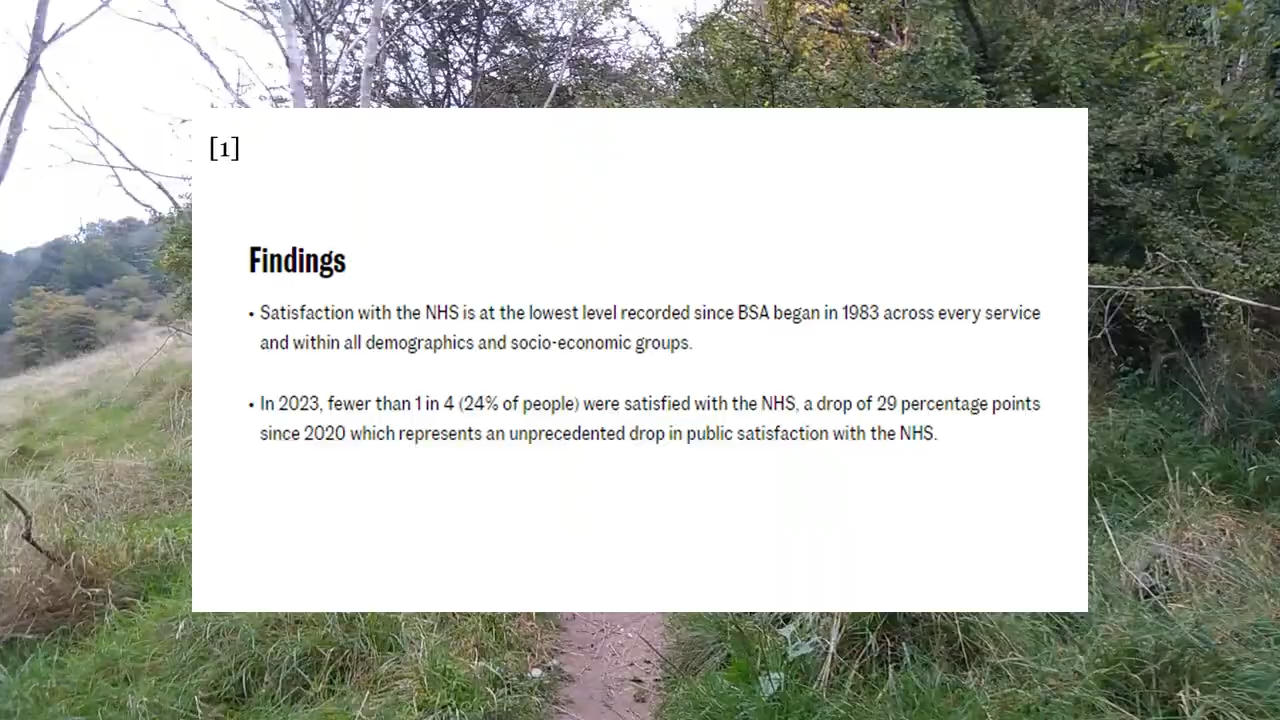 [1]
Findings
• Satisfaction with the NHS is at the lowest level recorded since BSA began in 1983 across every service
and within all demographics and socio-economic groups.
• In 2023, fewer than 1 in 4 (24% of people) were satisfied with the NHS, a drop of 29 percentage points
since 2020 which represents an unprecedented drop in public satisfaction with the NHS.